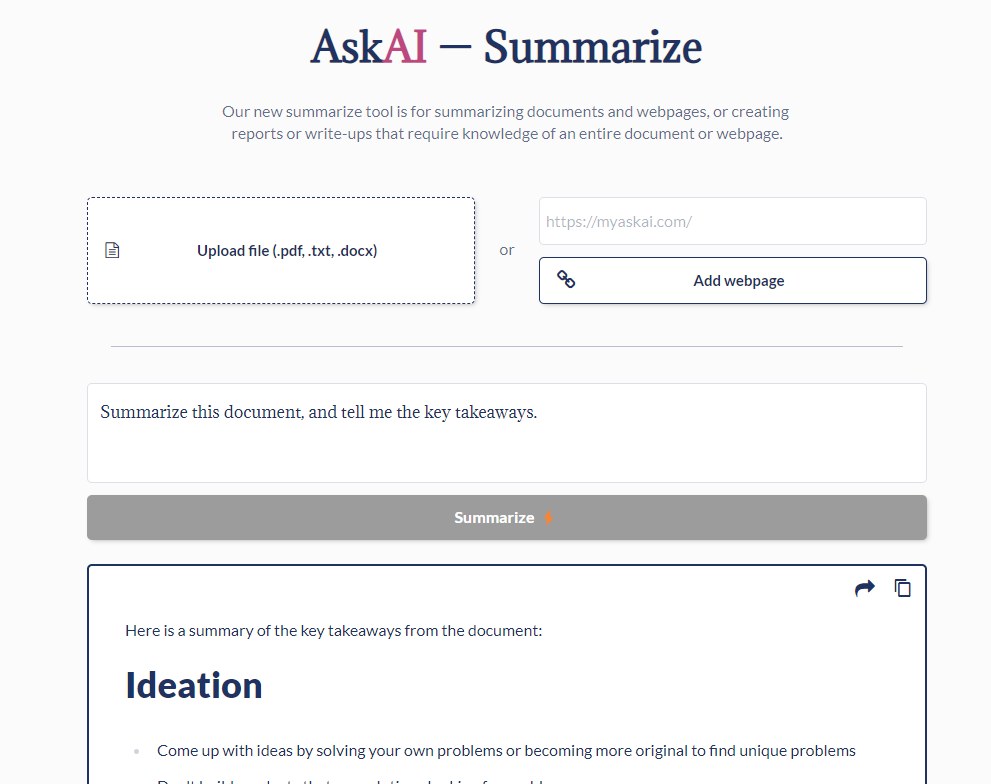 AskAI — Summarize
Our new summarize tool is for summarizing documents and webpages, or creating
reports or write-ups that require knowledge of an entire document or webpage.
Upload file (.pdf, .txt, .docx)
or
https://myaskai.com/
Add webpage
Summarize this document, and tell me the key takeaways.
Summarize
Here is a summary of the key takeaways from the document:
Ideation
Come up with ideas by solving your own problems or becoming more original to find unique problems